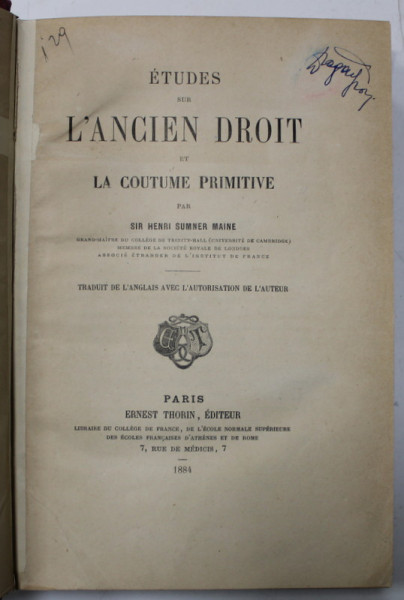 129
ÉTUDES
SUR
L'ANCIEN DROIT
ET
LA COUTUME PRIMITIVE
PAR
SIR HENRI SUMNER MAINE
GRAND-MAÎTRE DU COLLÈGE DE TRINITY-HALL (UNIVERSITÉ DE CAMBRIDGE)
MEMBRE DE LA SOCIÉTÉ ROYALE DE LONDRES
ASSOCIÉ ÉTRANGER DE L'INSTITUT DE FRANCE
TRADUIT DE L'ANGLAIS AVEC L'AUTORISATION DE L'AUTEUR
PARIS
ERNEST THORIN, ÉDITEUR
LIBRAIRE DU COLLÉGE DE FRANCE, DE L'ÉCOLE NORMALE SUPÉRIEURE
DES ÉCOLES FRANÇAISES D'ATHÈNES ET DE ROME
7, RUE DE MÉDICIS, 7
1884